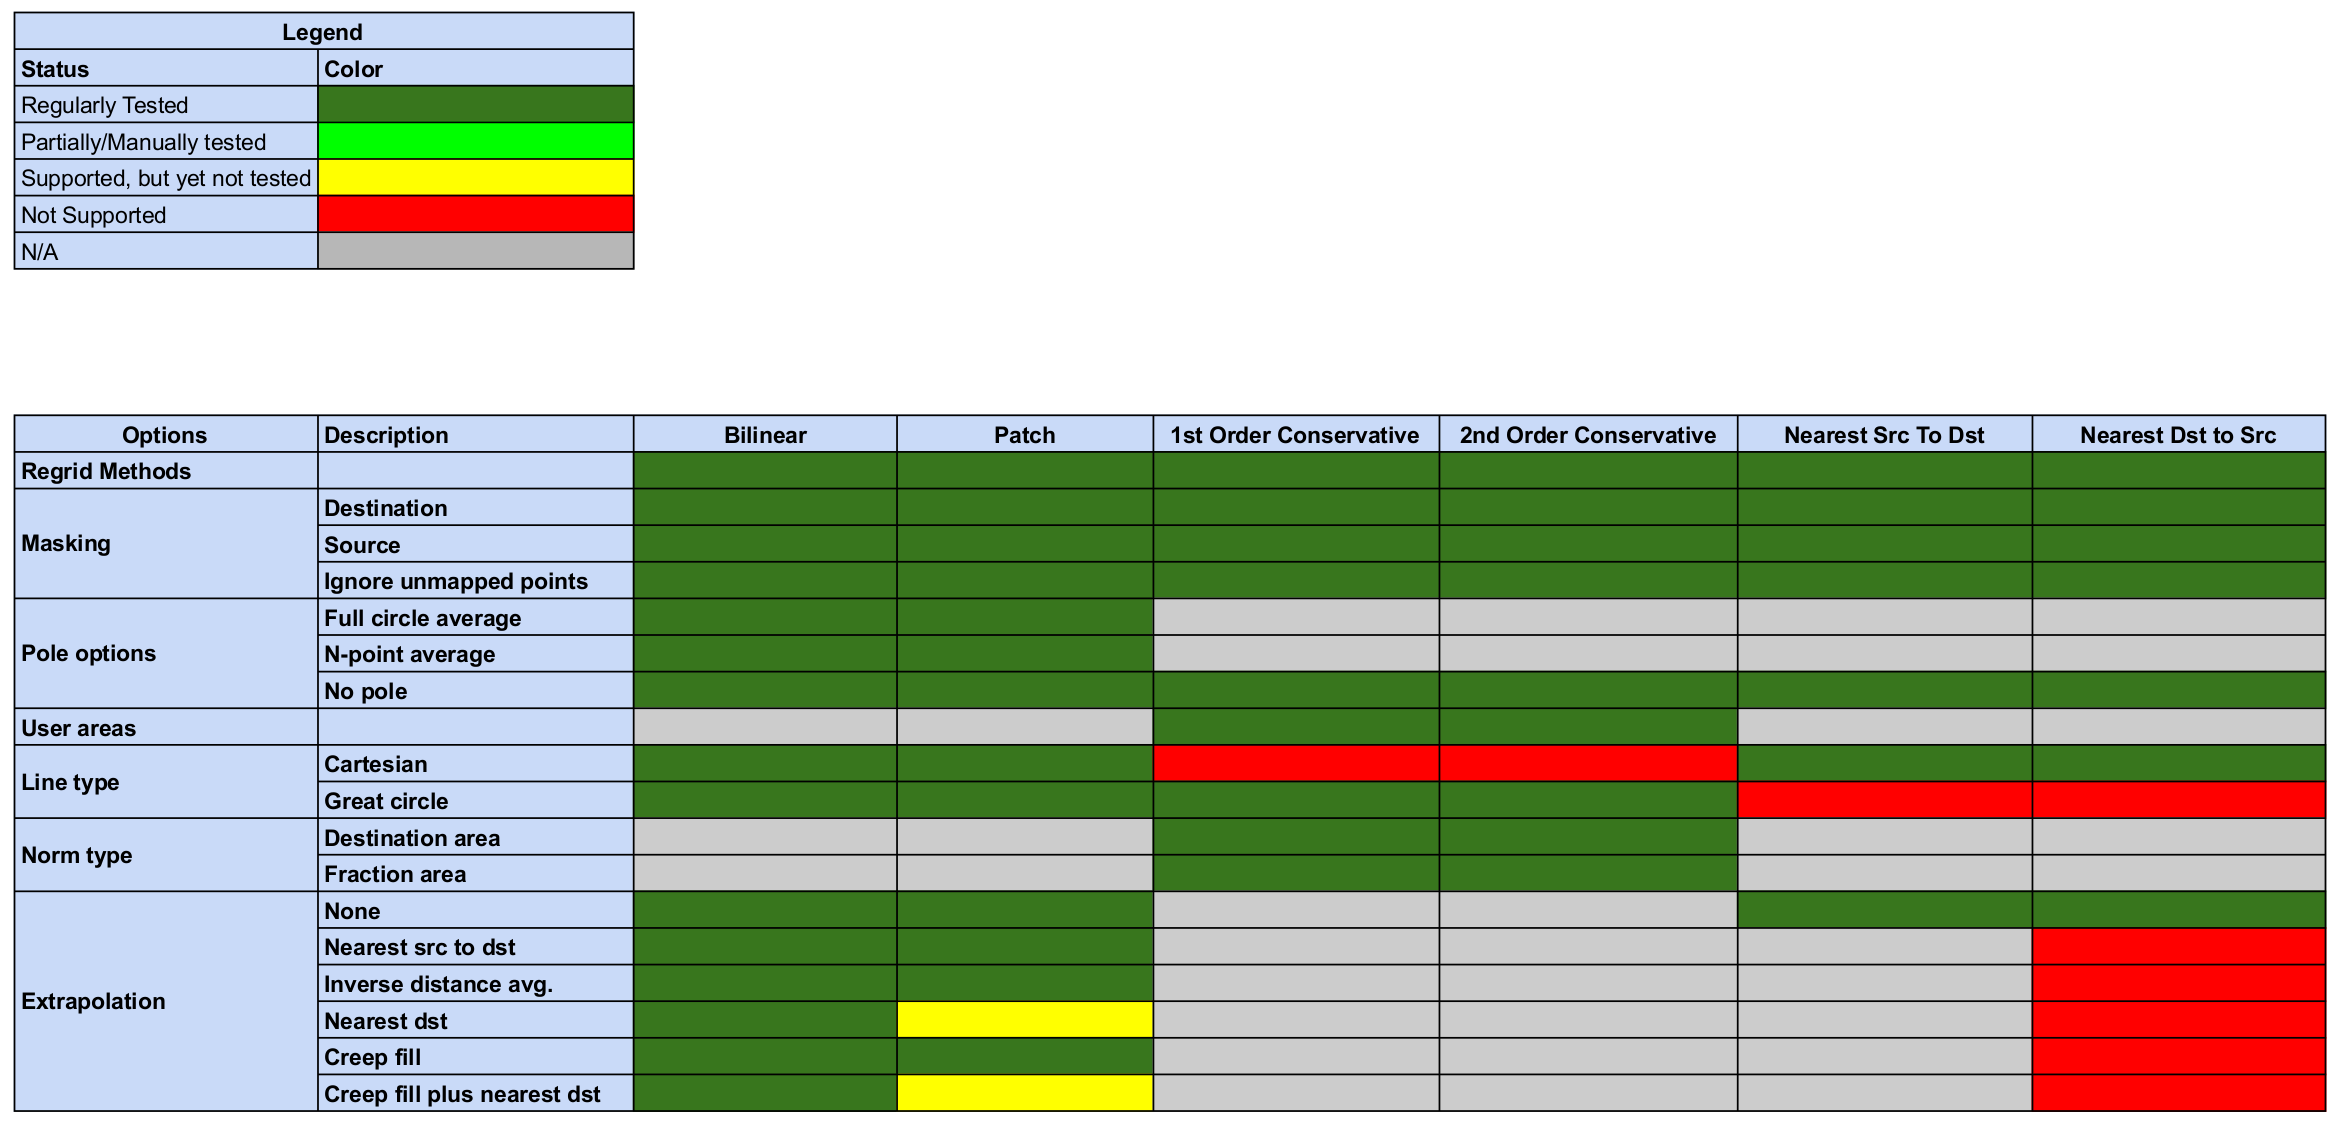 Legend
Status Color
Regularly Tested
Partially/Manually tested
Supported, but yet not tested
Not Supported
N/A
Options Description Bilinear Patch 1st Order Conservative 2nd Order Conservative Nearest Src To Dst Nearest Dst to Src
Regrid Methods
Masking
Destination
Source
Ignore unmapped points
Pole options
Full circle average
N-point average
No pole
User areas
Line type
Cartesian
Great circle
Norm type
Destination area
Fraction area
Extrapolation
None
Nearest src to dst
Inverse distance avg.
Nearest dst
Creep fill
Creep fill plus nearest dst